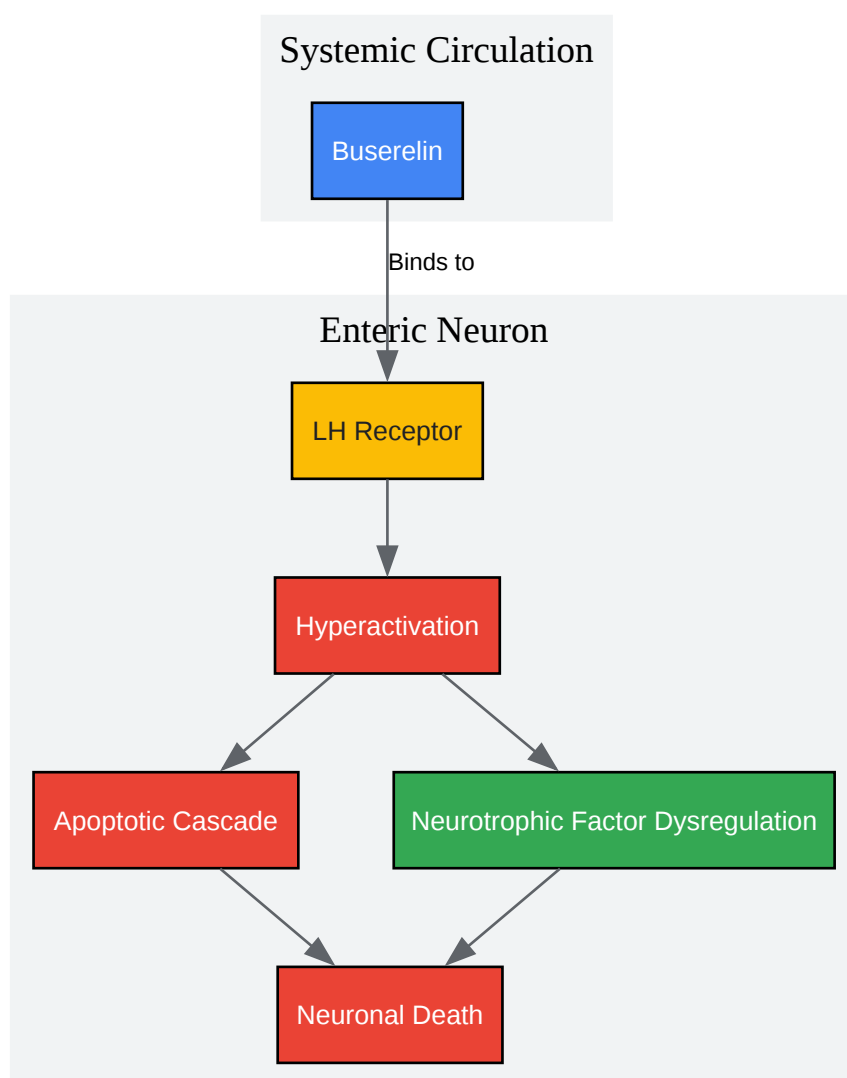 Systemic Circulation
Buserelin
Binds to
Enteric Neuron
LH Receptor
Hyperactivation
Apoptotic Cascade
Neurotrophic Factor Dysregulation
Neuronal Death